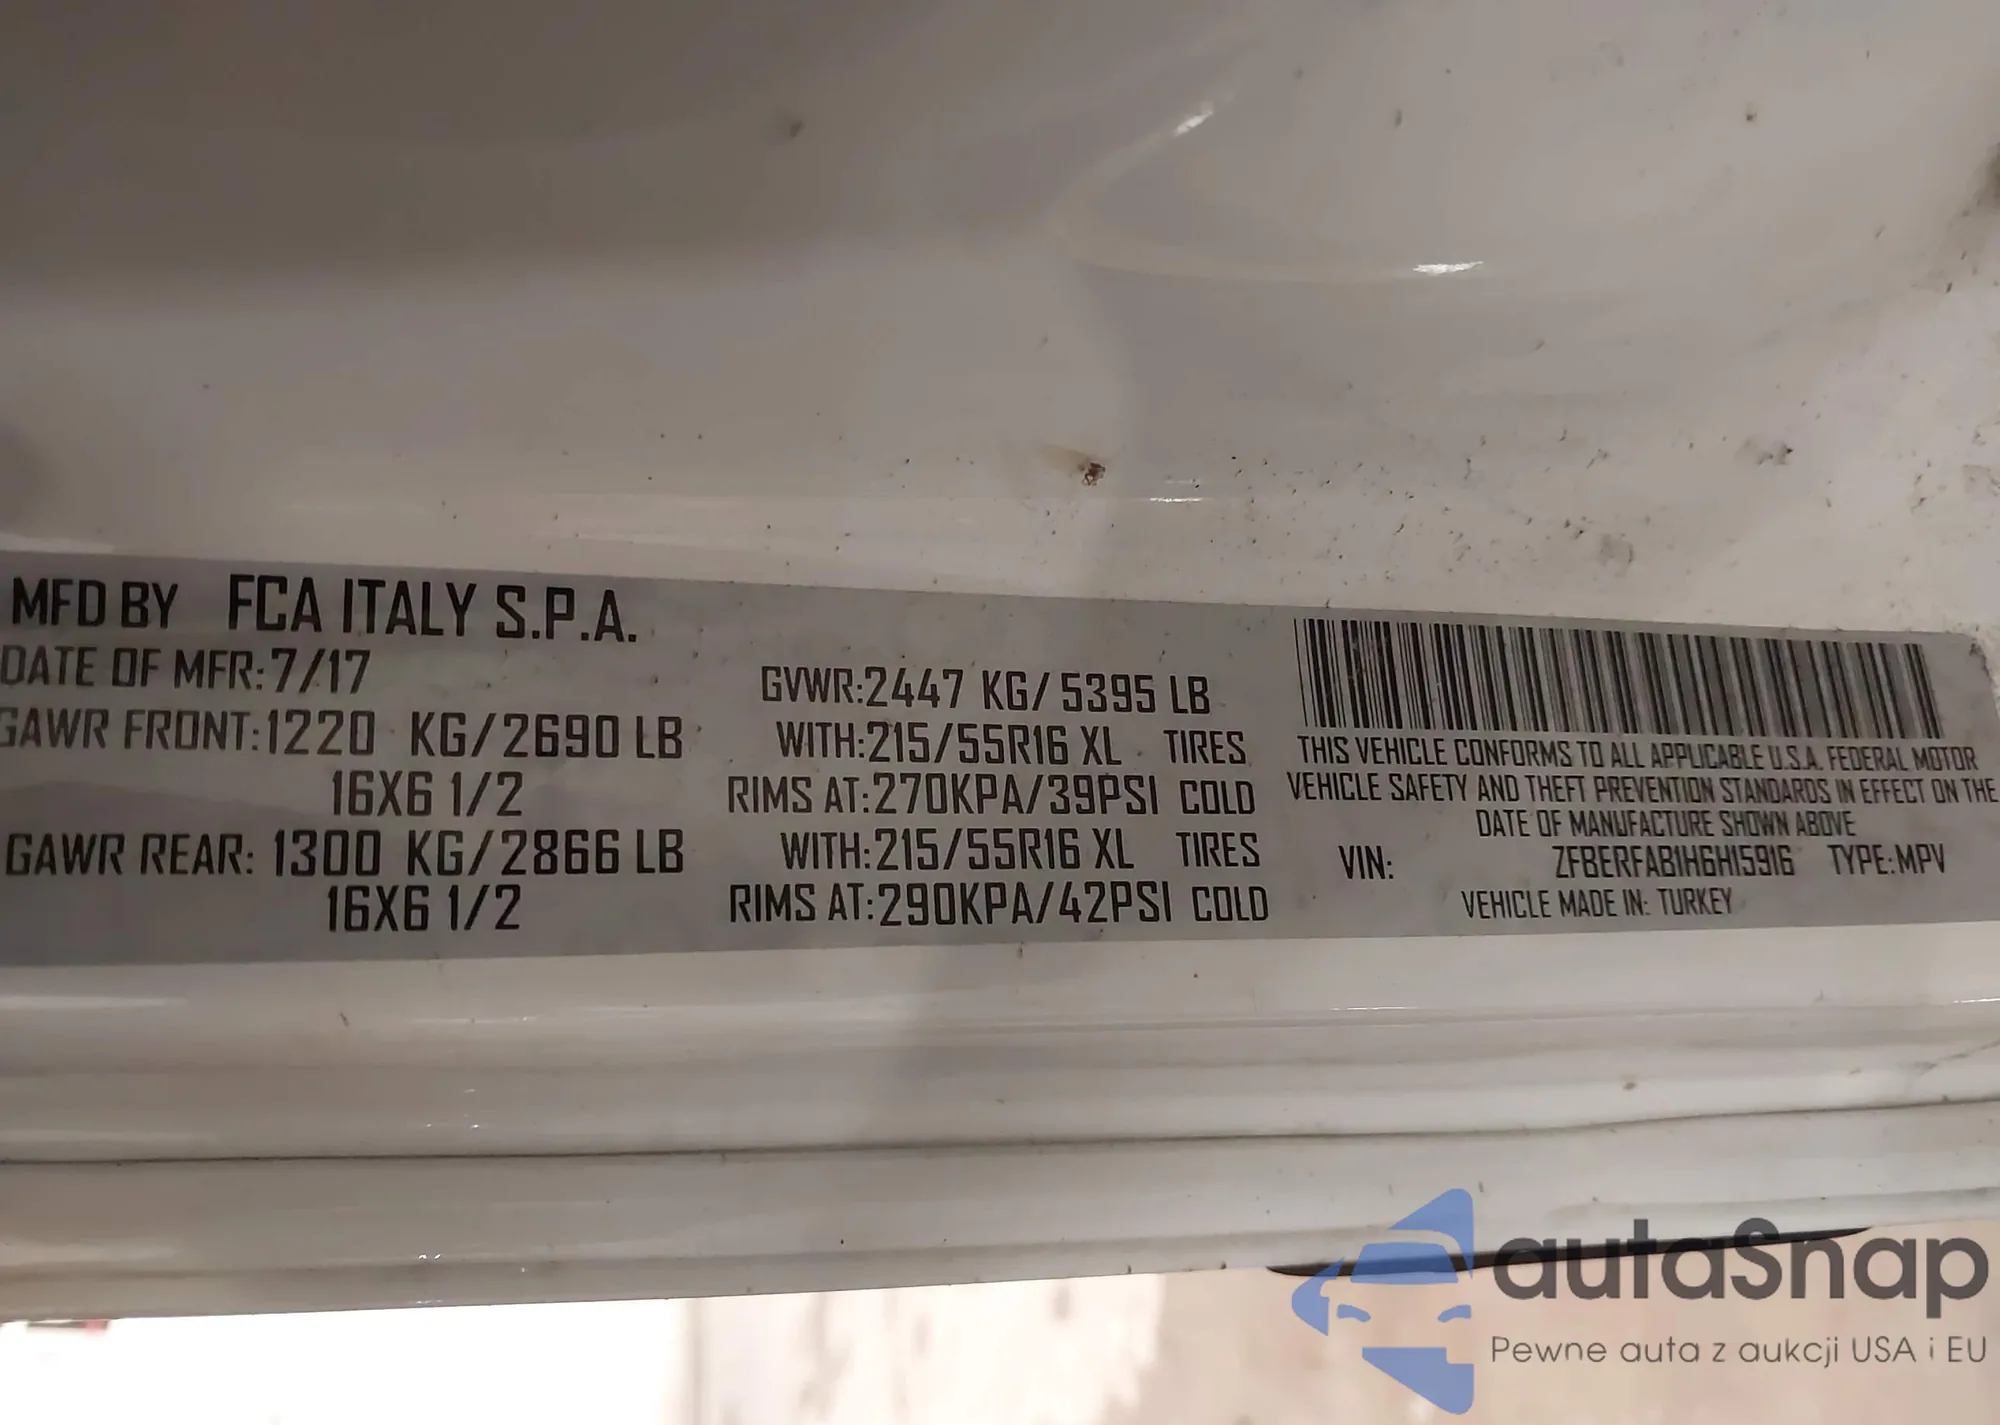 MFD BY FCA ITALY S.P.A.
DATE OF MFR:7/17
GAWR FRONT:1220 KG/2690 LB
16X6 1/2
GAWR REAR: 1300 KG/2866 LB
16X6 1/2
GVWR:2447 KG/5395 LB
WITH:215/55R16 XL TIRES
RIMS AT:270KPA/39PSI COLD
WITH:215/55R16 XL TIRES
RIMS AT:290KPA/42PSI COLD
THIS VEHICLE CONFORMS TO ALL APPLICABLE U.S.A. FEDERAL MOTOR
VEHICLE SAFETY AND THEFT PREVENTION STANDARDS IN EFFECT ON THE
DATE OF MANUFACTURE SHOWN ABOVE
VIN: ZFBERFAB1H6H15916 TYPE:MPV
VEHICLE MADE IN: TURKEY
autaSnap
Pewne auta z aukcji USA i EU